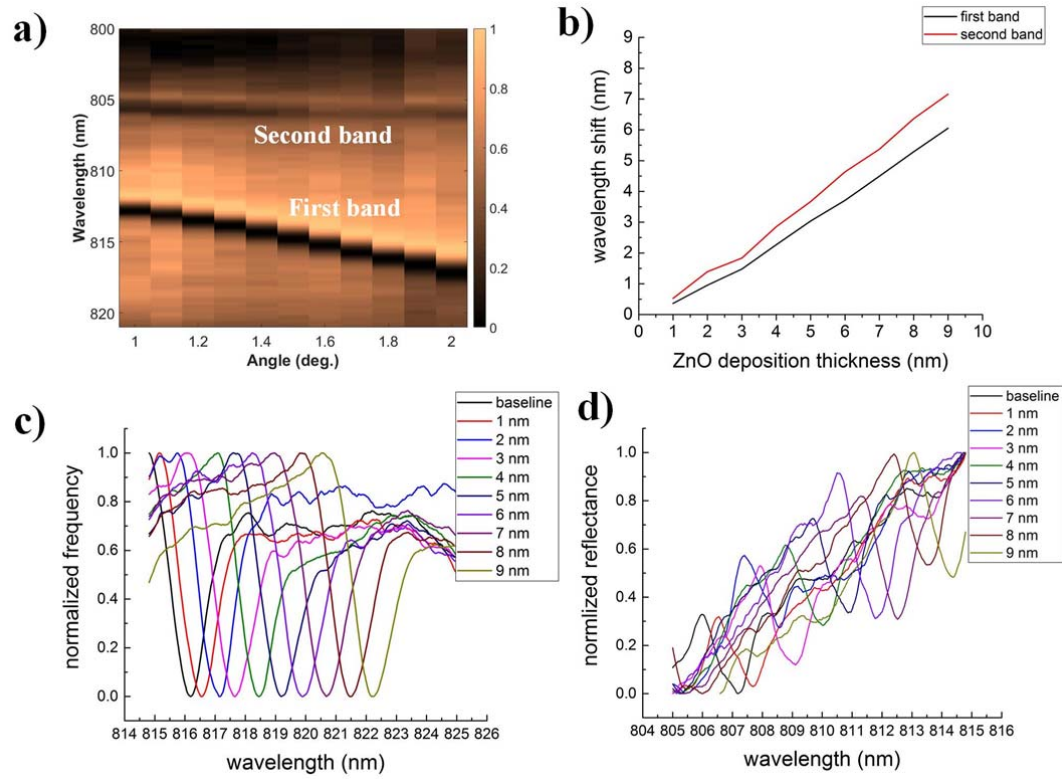 a)
800
805
810
815
820
Wavelength (nm)
Second band
First band
1
1.2
1.4
1.6
1.8
2
Angle (deg.)
1
0.8
0.6
0.4
0.2
0
b)
first band
second band
9
8
7
6
5
4
3
2
1
0
wavelength shift (nm)
0 1 2 3 4 5 6 7 8 9 10
ZnO deposition thickness (nm)
c)
1.0
0.8
0.6
0.4
0.2
0.0
normalized frequency
baseline
1 nm
2 nm
3 nm
4 nm
5 nm
6 nm
7 nm
8 nm
9 nm
814 815 816 817 818 819 820 821 822 823 824 825 826
wavelength (nm)
d)
1.0
0.8
0.6
0.4
0.2
0.0
normlized reflectance
baseline
1 nm
2 nm
3 nm
4 nm
5 nm
6 nm
7 nm
8 nm
9 nm
804 805 806 807 808 809 810 811 812 813 814 815 816
wavelength (nm)